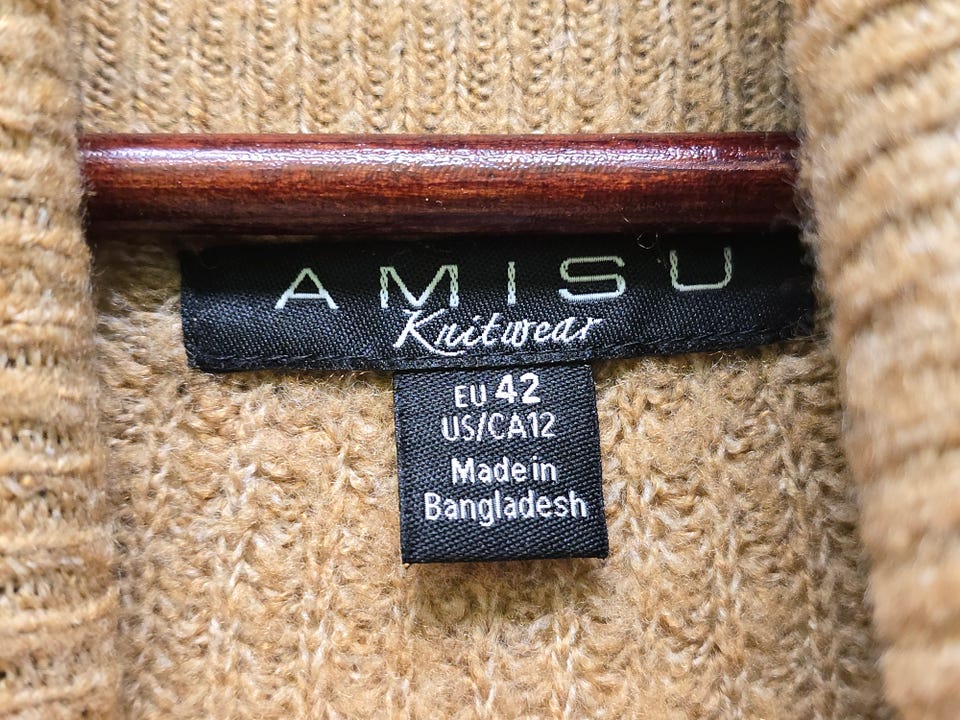 AMISU
Knitwear
EU 42
US/CA12
Made in
Bangladesh